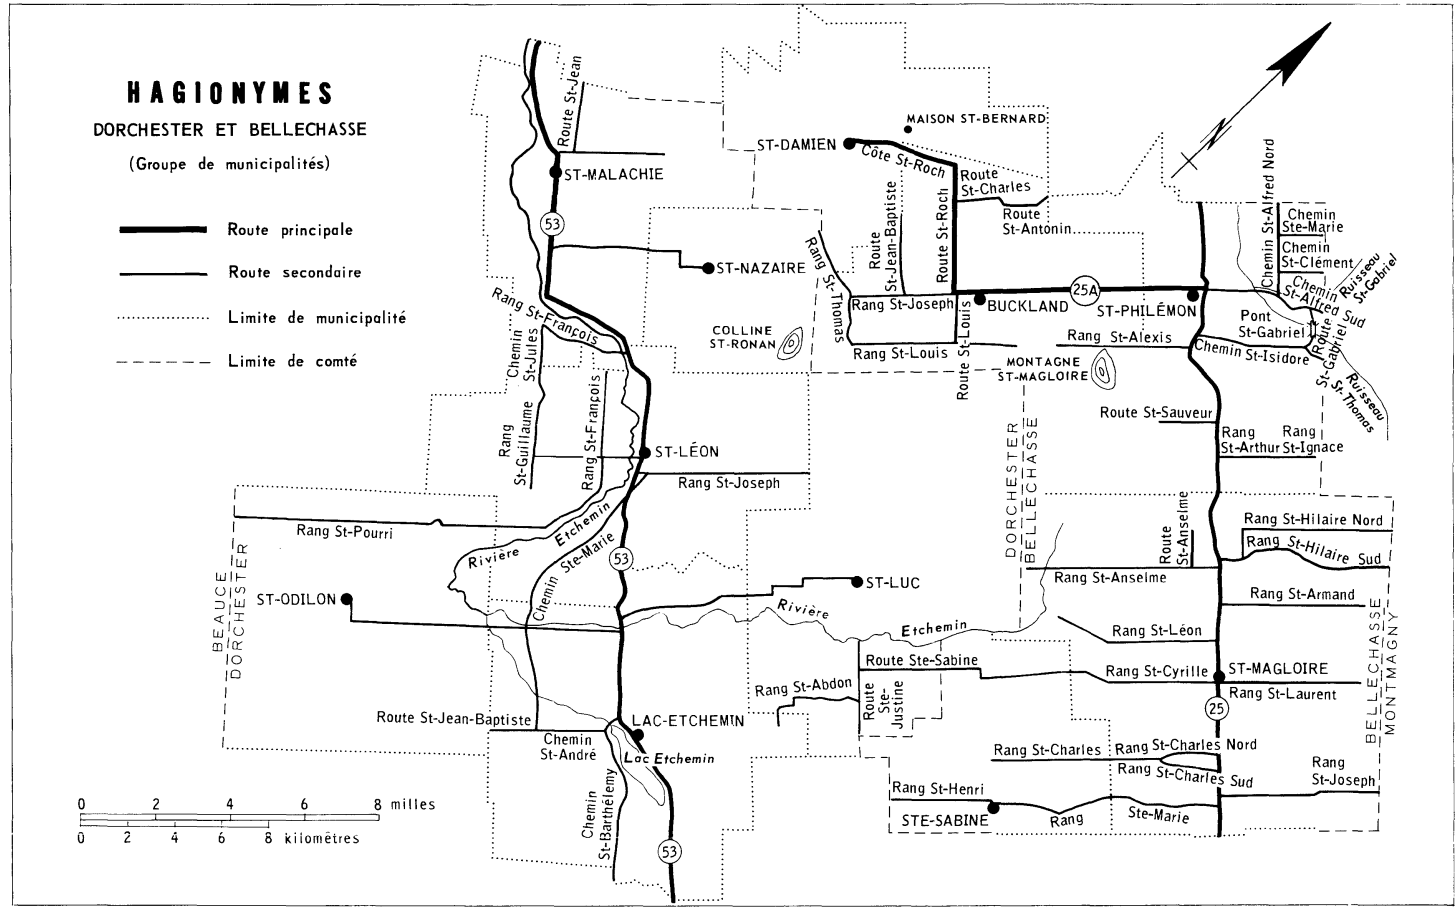 HAGIONYMES
DORCHESTER ET BELLECHASSE
(Groupe de municipalités)
Route principale
Route secondaire
Limite de municipalité
Limite de comté
Route St-Jean
ST-MALACHIE
53
ST-NAZAIRE
Rang St-François
Chemin
St-Jules
Rang
St-Guillaume
Rang St-François
ST-LÉON
Rang St-Joseph
Rang St-Pourri
Rivière
Etchemin
Chemin
Ste-Marie
53
BEAUCE
DORCHESTER
ST-ODILON
ST-LUC
Rivière
Etchemin
Route St-Jean-Baptiste
Chemin
St-André
LAC-ETCHEMIN
Lac Etchemin
Chemin
St-Barthélemy
53
0 2 4 6 8 milles
0 2 4 6 8 kilomètres
MAISON ST-BERNARD
ST-DAMIEN
Côte St-Roch
Route
St-Charles
Route
St-Antonin
Route
St-Jean-Baptiste
Route St-Roch
Rang St-Thomas
Rang St-Joseph
BUCKLAND
25A
ST-PHILÉMON
COLLINE
ST-RONAN
Rang St-Louis
Route St-Louis
Rang St-Alexis
MONTAGNE
ST-MAGLOIRE
N
Chemin St-Alfred Nord
Chemin
Ste-Marie
Chemin
St-Clément
Chemin
St-Alfred Sud
Ruisseau
St-Gabriel
Pont
St-Gabriel
Route
St-Gabriel
Chemin St-Isidore
Ruisseau
St-Thomas
Route St-Sauveur
Rang
St-Arthur
Rang
St-Ignace
DORCHESTER
BELLECHASSE
Route
St-Anselme
Rang St-Hilaire Nord
Rang St-Hilaire Sud
Rang St-Anselme
Rang St-Armand
Rang St-Léon
Route Ste-Sabine
Rang St-Cyrille
ST-MAGLOIRE
Rang St-Laurent
Rang St-Abdon
Route
Ste-
Justine
25
BELLECHASSE
MONTMAGNY
Rang St-Charles
Rang St-Charles Nord
Rang St-Charles Sud
Rang
St-Joseph
Rang St-Henri
STE-SABINE
Rang
Ste-Marie